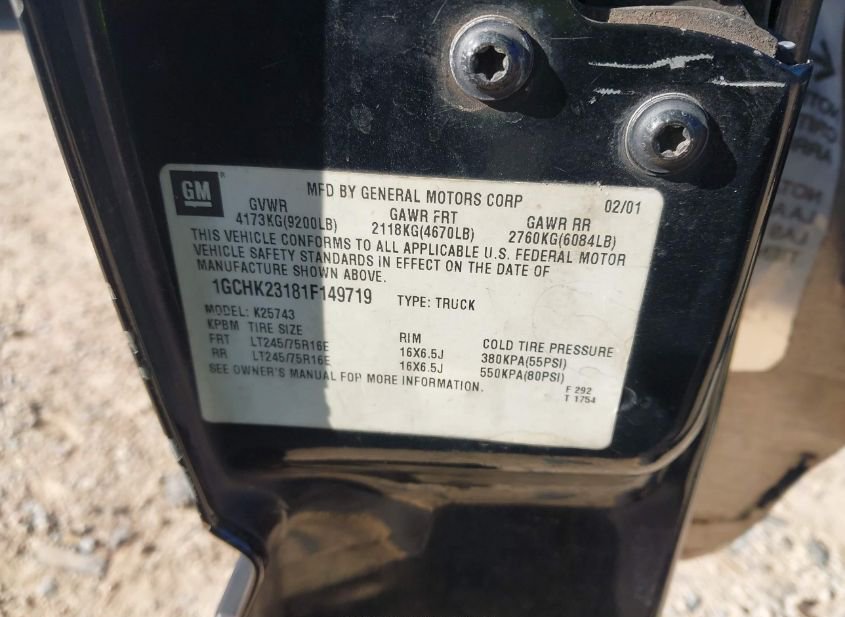 GM
MFD BY GENERAL MOTORS CORP 02/01
GVWR GAWR FRT GAWR RR
4173KG(9200LB) 2118KG(4670LB) 2760KG(6084LB)
THIS VEHICLE CONFORMS TO ALL APPLICABLE U.S. FEDERAL MOTOR
VEHICLE SAFETY STANDARDS IN EFFECT ON THE DATE OF
MANUFACTURE SHOWN ABOVE.
1GCHK23181F149719 TYPE: TRUCK
MODEL: K25743
KPBM TIRE SIZE RIM COLD TIRE PRESSURE
FRT LT245/75R16E 16X6.5J 380KPA(55PSI)
RR LT245/75R16E 16X6.5J 550KPA(80PSI)
SEE OWNER'S MANUAL FOR MORE INFORMATION.
F 292
T 1754